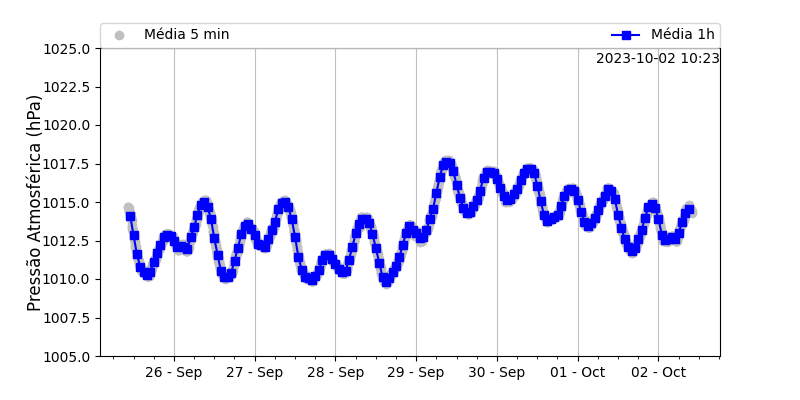 Média 5 min
Média 1h
2023-10-02 10:23
Pressão Atmosférica (hPa)
1025.0
1022.5
1020.0
1017.5
1015.0
1012.5
1010.0
1007.5
1005.0
26 - Sep
27 - Sep
28 - Sep
29 - Sep
30 - Sep
01 - Oct
02 - Oct